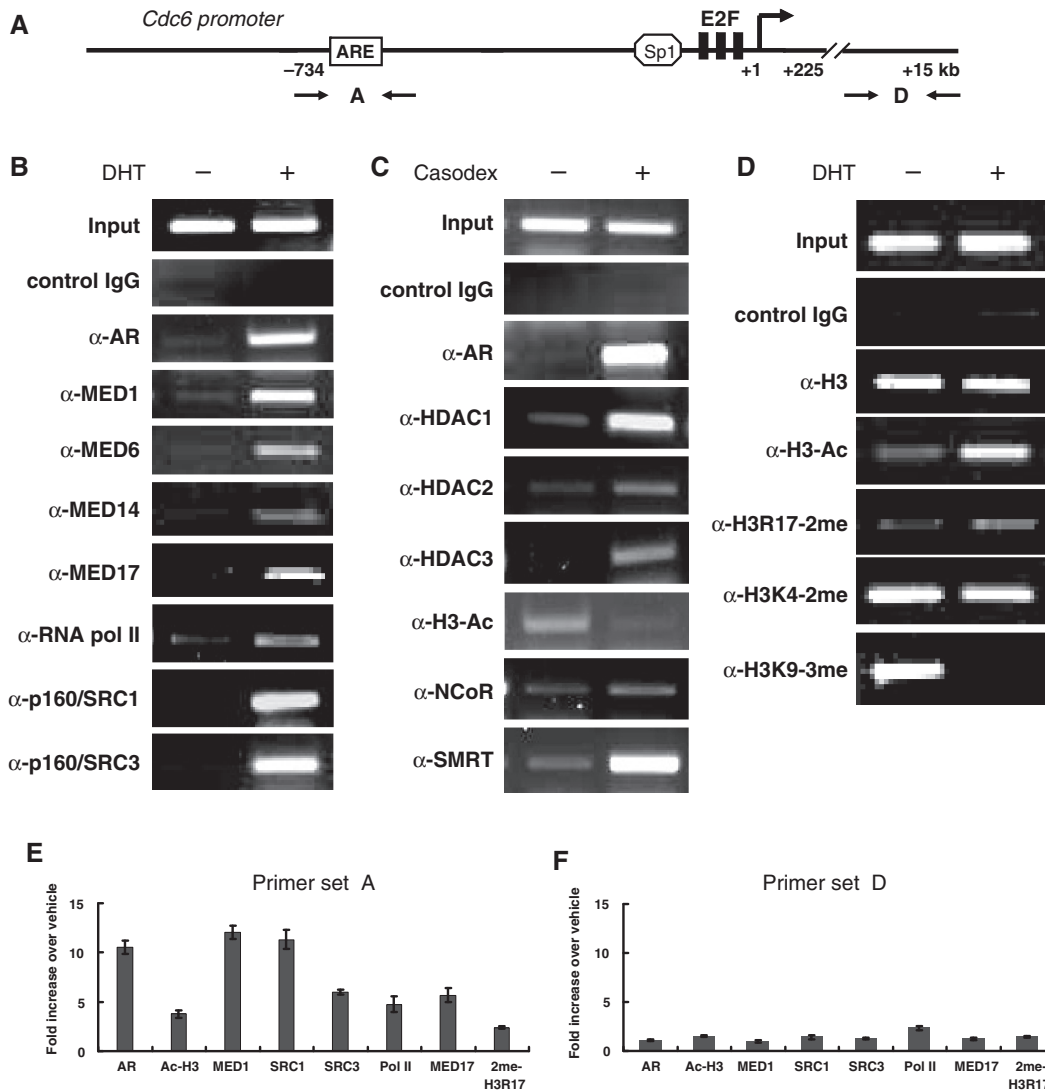 A
Cdc6 promoter
ARE
Sp1
E2F
–734
+1
+225
+15 kb
A
D
B
DHT – +
Input
control IgG
α-AR
α-MED1
α-MED6
α-MED14
α-MED17
α-RNA pol II
α-p160/SRC1
α-p160/SRC3
C
Casodex – +
Input
control IgG
α-AR
α-HDAC1
α-HDAC2
α-HDAC3
α-H3-Ac
α-NCoR
α-SMRT
D
DHT – +
Input
control IgG
α-H3
α-H3-Ac
α-H3R17-2me
α-H3K4-2me
α-H3K9-3me
E
Primer set A
Fold increase over vehicle
15
10
5
0
AR Ac-H3 MED1 SRC1 SRC3 Pol II MED17 2me-
H3R17
F
Primer set D
Fold increase over vehicle
15
10
5
0
AR Ac-H3 MED1 SRC1 SRC3 Pol II MED17 2me-
H3R17